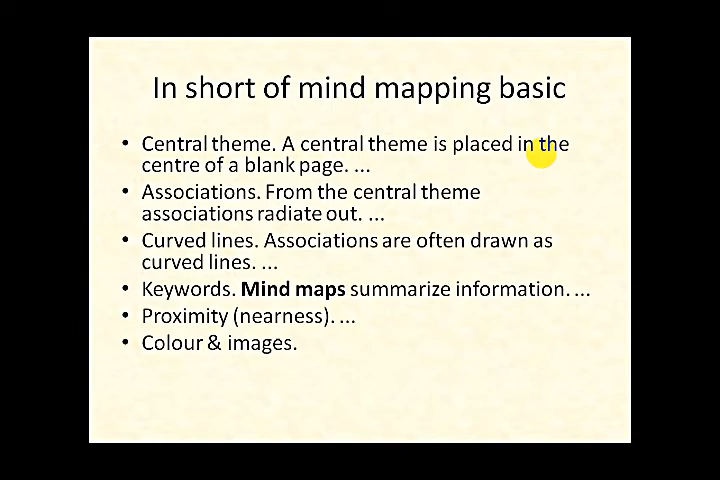 In short of mind mapping basic
• Central theme. A central theme is placed in the
centre of a blank page. ...
• Associations. From the central theme
associations radiate out. ...
• Curved lines. Associations are often drawn as
curved lines. ...
• Keywords. Mind maps summarize information. ...
• Proximity (nearness). ...
• Colour & images.